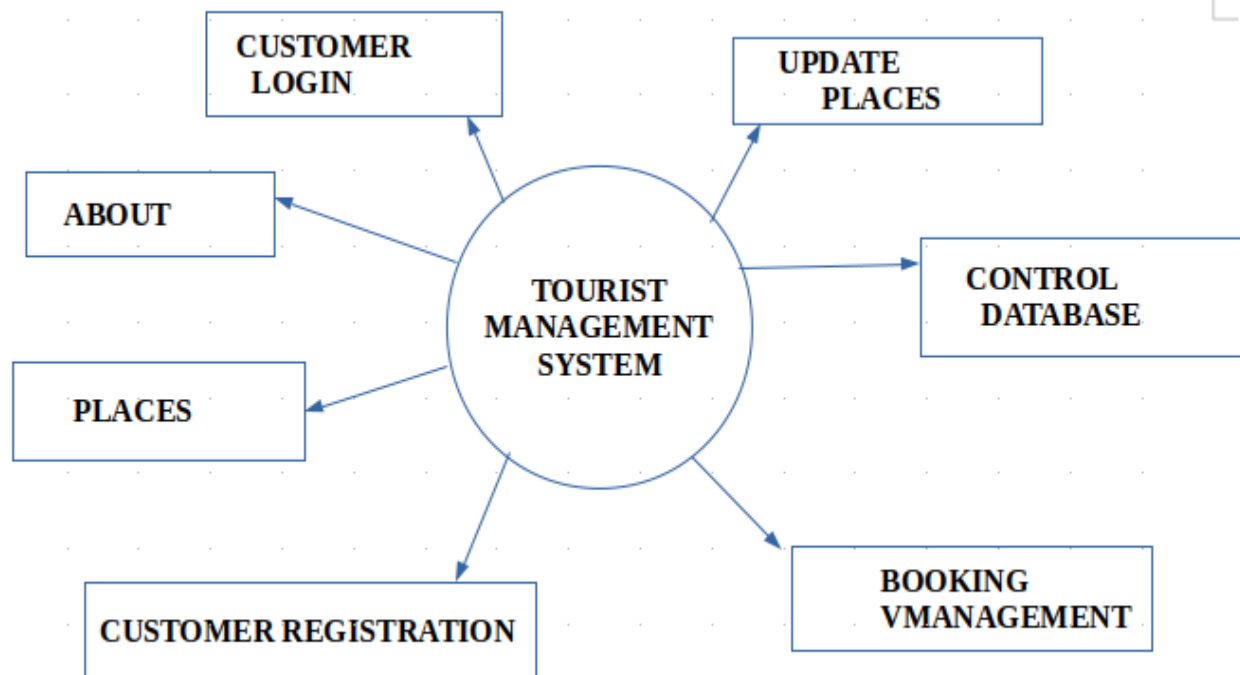 CUSTOMER
LOGIN
UPDATE
PLACES
ABOUT
CONTROL
DATABASE
TOURIST
MANAGEMENT
SYSTEM
PLACES
CUSTOMER REGISTRATION
BOOKING
VMANAGEMENT